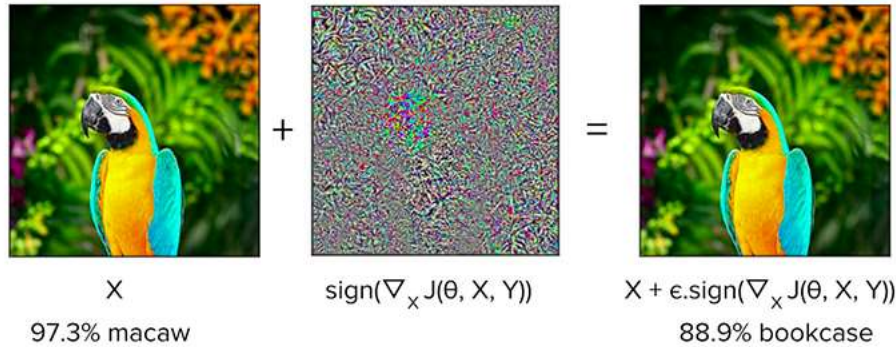 +
=
X
sign(∇ₓ J(θ, X, Y))
X + ϵ.sign(∇ₓ J(θ, X, Y))
97.3% macaw
88.9% bookcase